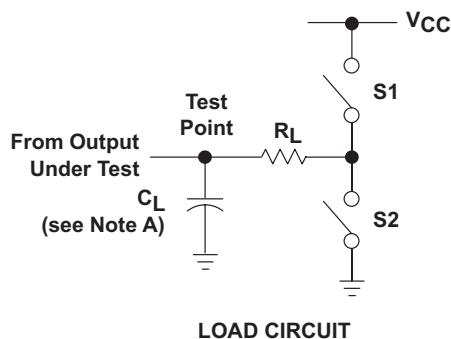 VCC
S1
Test
Point
RL
From Output
Under Test
CL
(see Note A)
S2
LOAD CIRCUIT